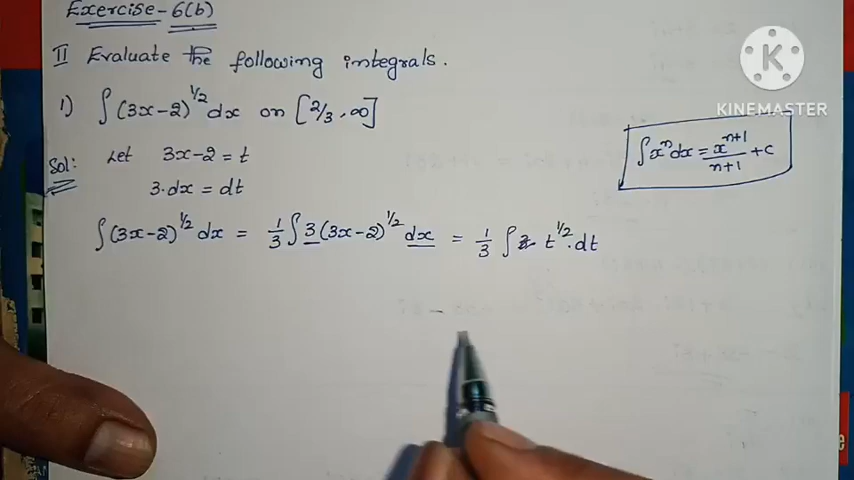 Exercise-6(b)
II Evaluate the following integrals.
1) ∫(3x-2)^1/2 dx on [2/3, ∞]
Sol: Let 3x-2 = t
3.dx = dt
∫(3x-2)^1/2 dx = 1/3 ∫ 3(3x-2)^1/2 dx = 1/3 ∫ t^1/2 . dt
∫x^n dx = x^n+1/n+1 + c
K
KINEMASTER